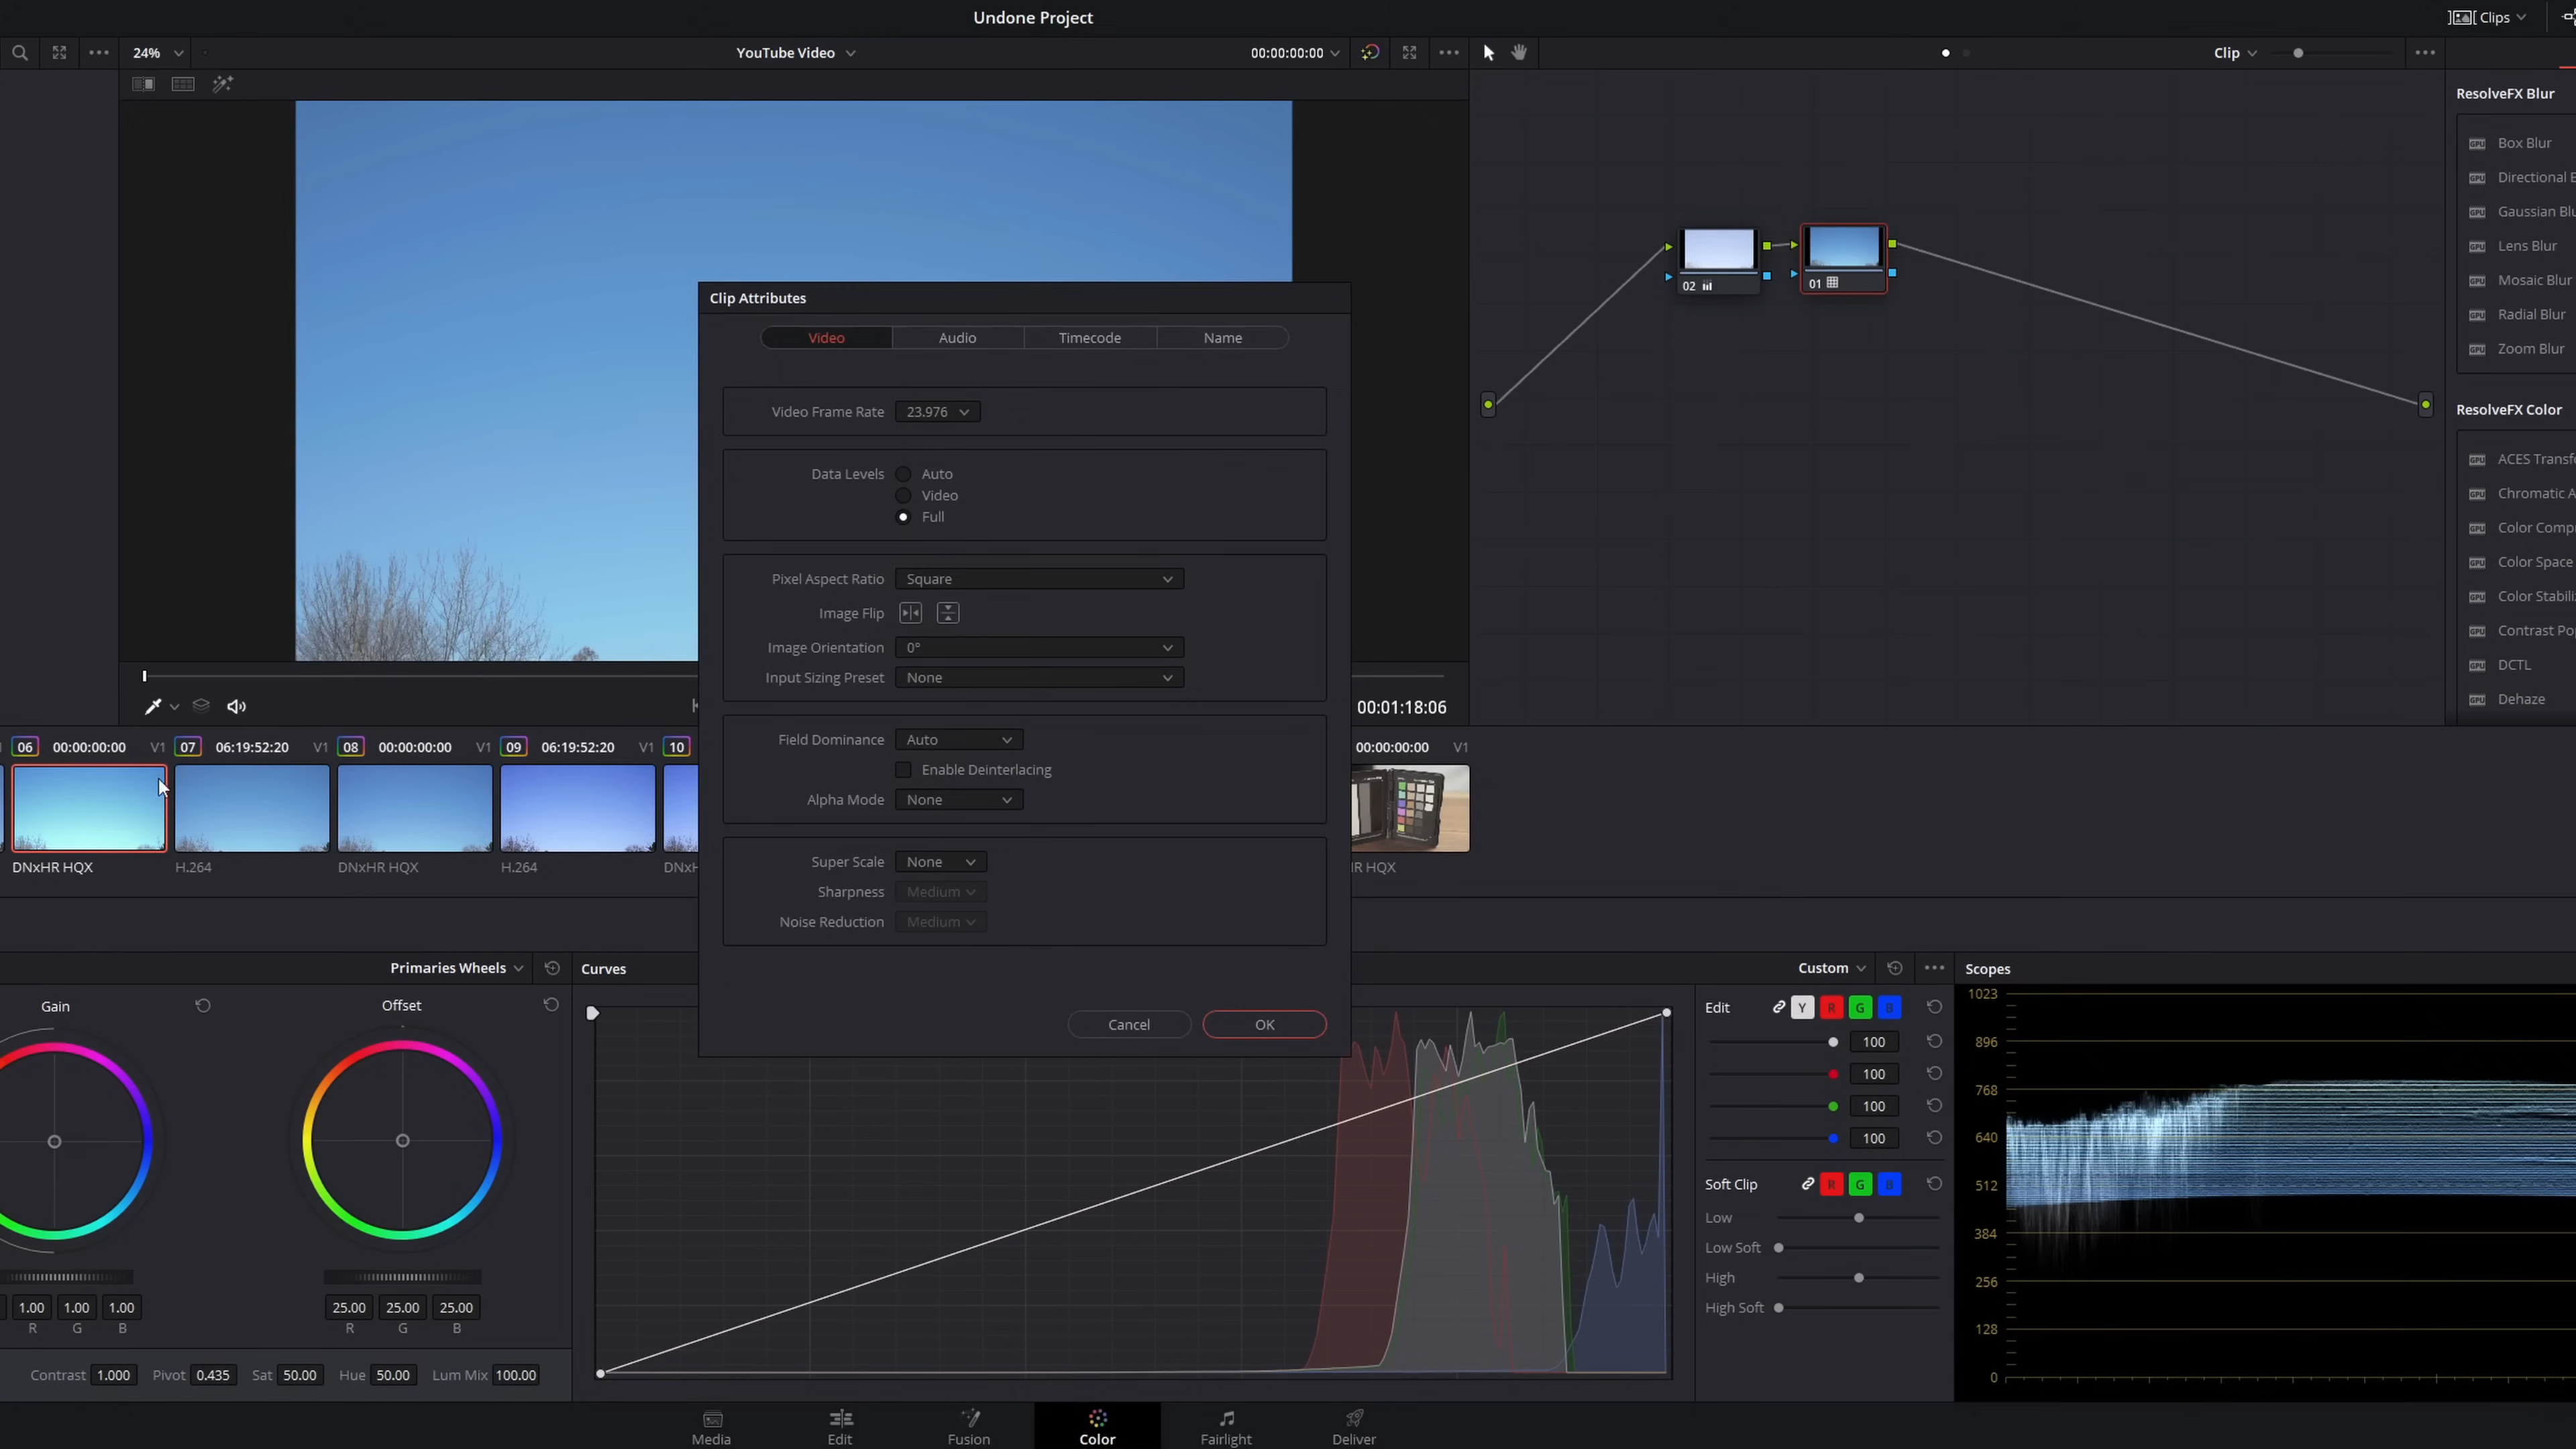 Undone Project
Clips
24%
YouTube Video
00:00:00:00
Clip
ResolveFX Blur
Box Blur
Directional
Gaussian
Lens Blur
Mosaic Blur
Radial Blur
Zoom Blur
02
01
ResolveFX Color
ACES
Chromatic
Color
Color Space
Color
Contrast
DCTL
Dehaze
Clip Attributes
Video
Audio
Timecode
Name
Video Frame Rate 23.976
Data Levels
Auto
Video
Full
Pixel Aspect Ratio Square
Image Flip
Image Orientation 0°
Input Sizing Preset None
Field Dominance Auto
Enable Deinterlacing
Alpha Mode None
Super Scale None
Sharpness Medium
Noise Reduction Medium
Cancel
OK
00:01:18:06
06 00:00:00:00 V1
07 06:19:52:20 V1
08 00:00:00:00 V1
09 06:19:52:20 V1
10
00:00:00:00 V1
DNxHR HQX
H.264
DNxHR HQX
H.264
HQX
Primaries Wheels
Gain
Offset
1.00 1.00 1.00
R G B
25.00 25.00 25.00
R G B
Contrast 1.000 Pivot 0.435 Sat 50.00 Hue 50.00 Lum Mix 100.00
Curves
Custom
Edit Y R G B
100
100
100
100
Soft Clip R G B
Low
Low Soft
High
High Soft
Scopes
1023
896
768
640
512
384
256
128
0
Media
Edit
Fusion
Color
Fairlight
Deliver